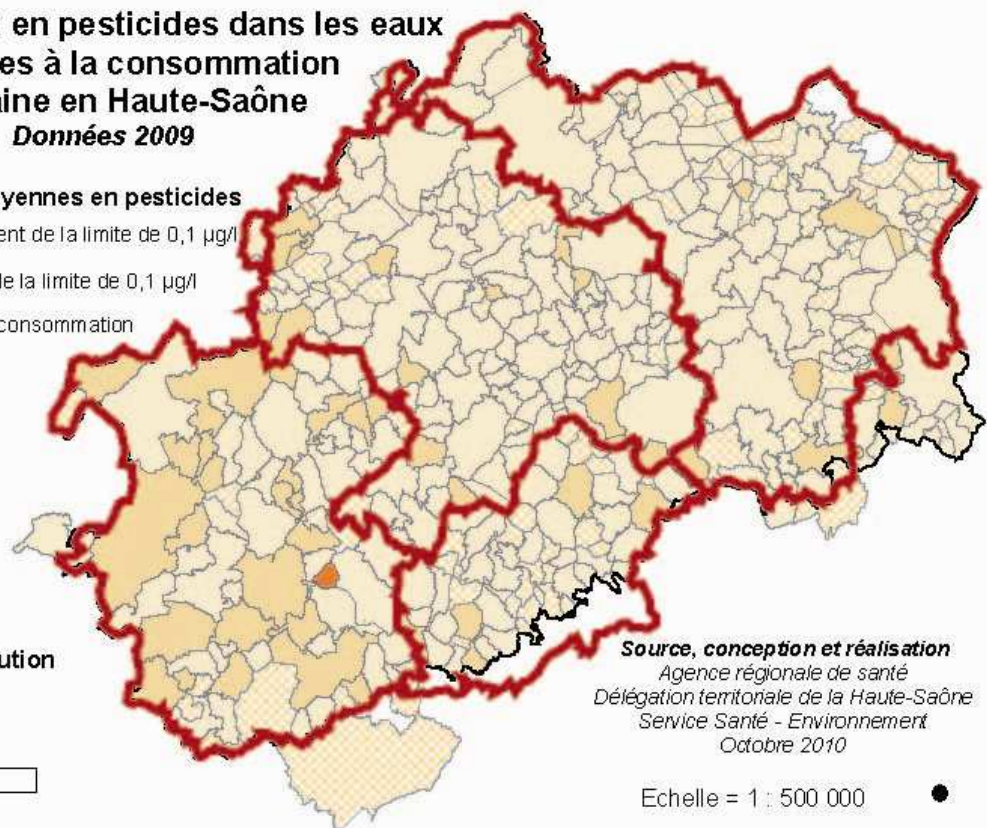 en pesticides dans les eaux
es à la consommation
aine en Haute-Saône
Données 2009
yennes en pesticides
ent de la limite de 0,1 µg/l
de la limite de 0,1 µg/l
consommation
ution
Source, conception et réalisation
Agence régionale de santé
Délégation territoriale de la Haute-Saône
Service Santé - Environnement
Octobre 2010
Echelle = 1 : 500 000